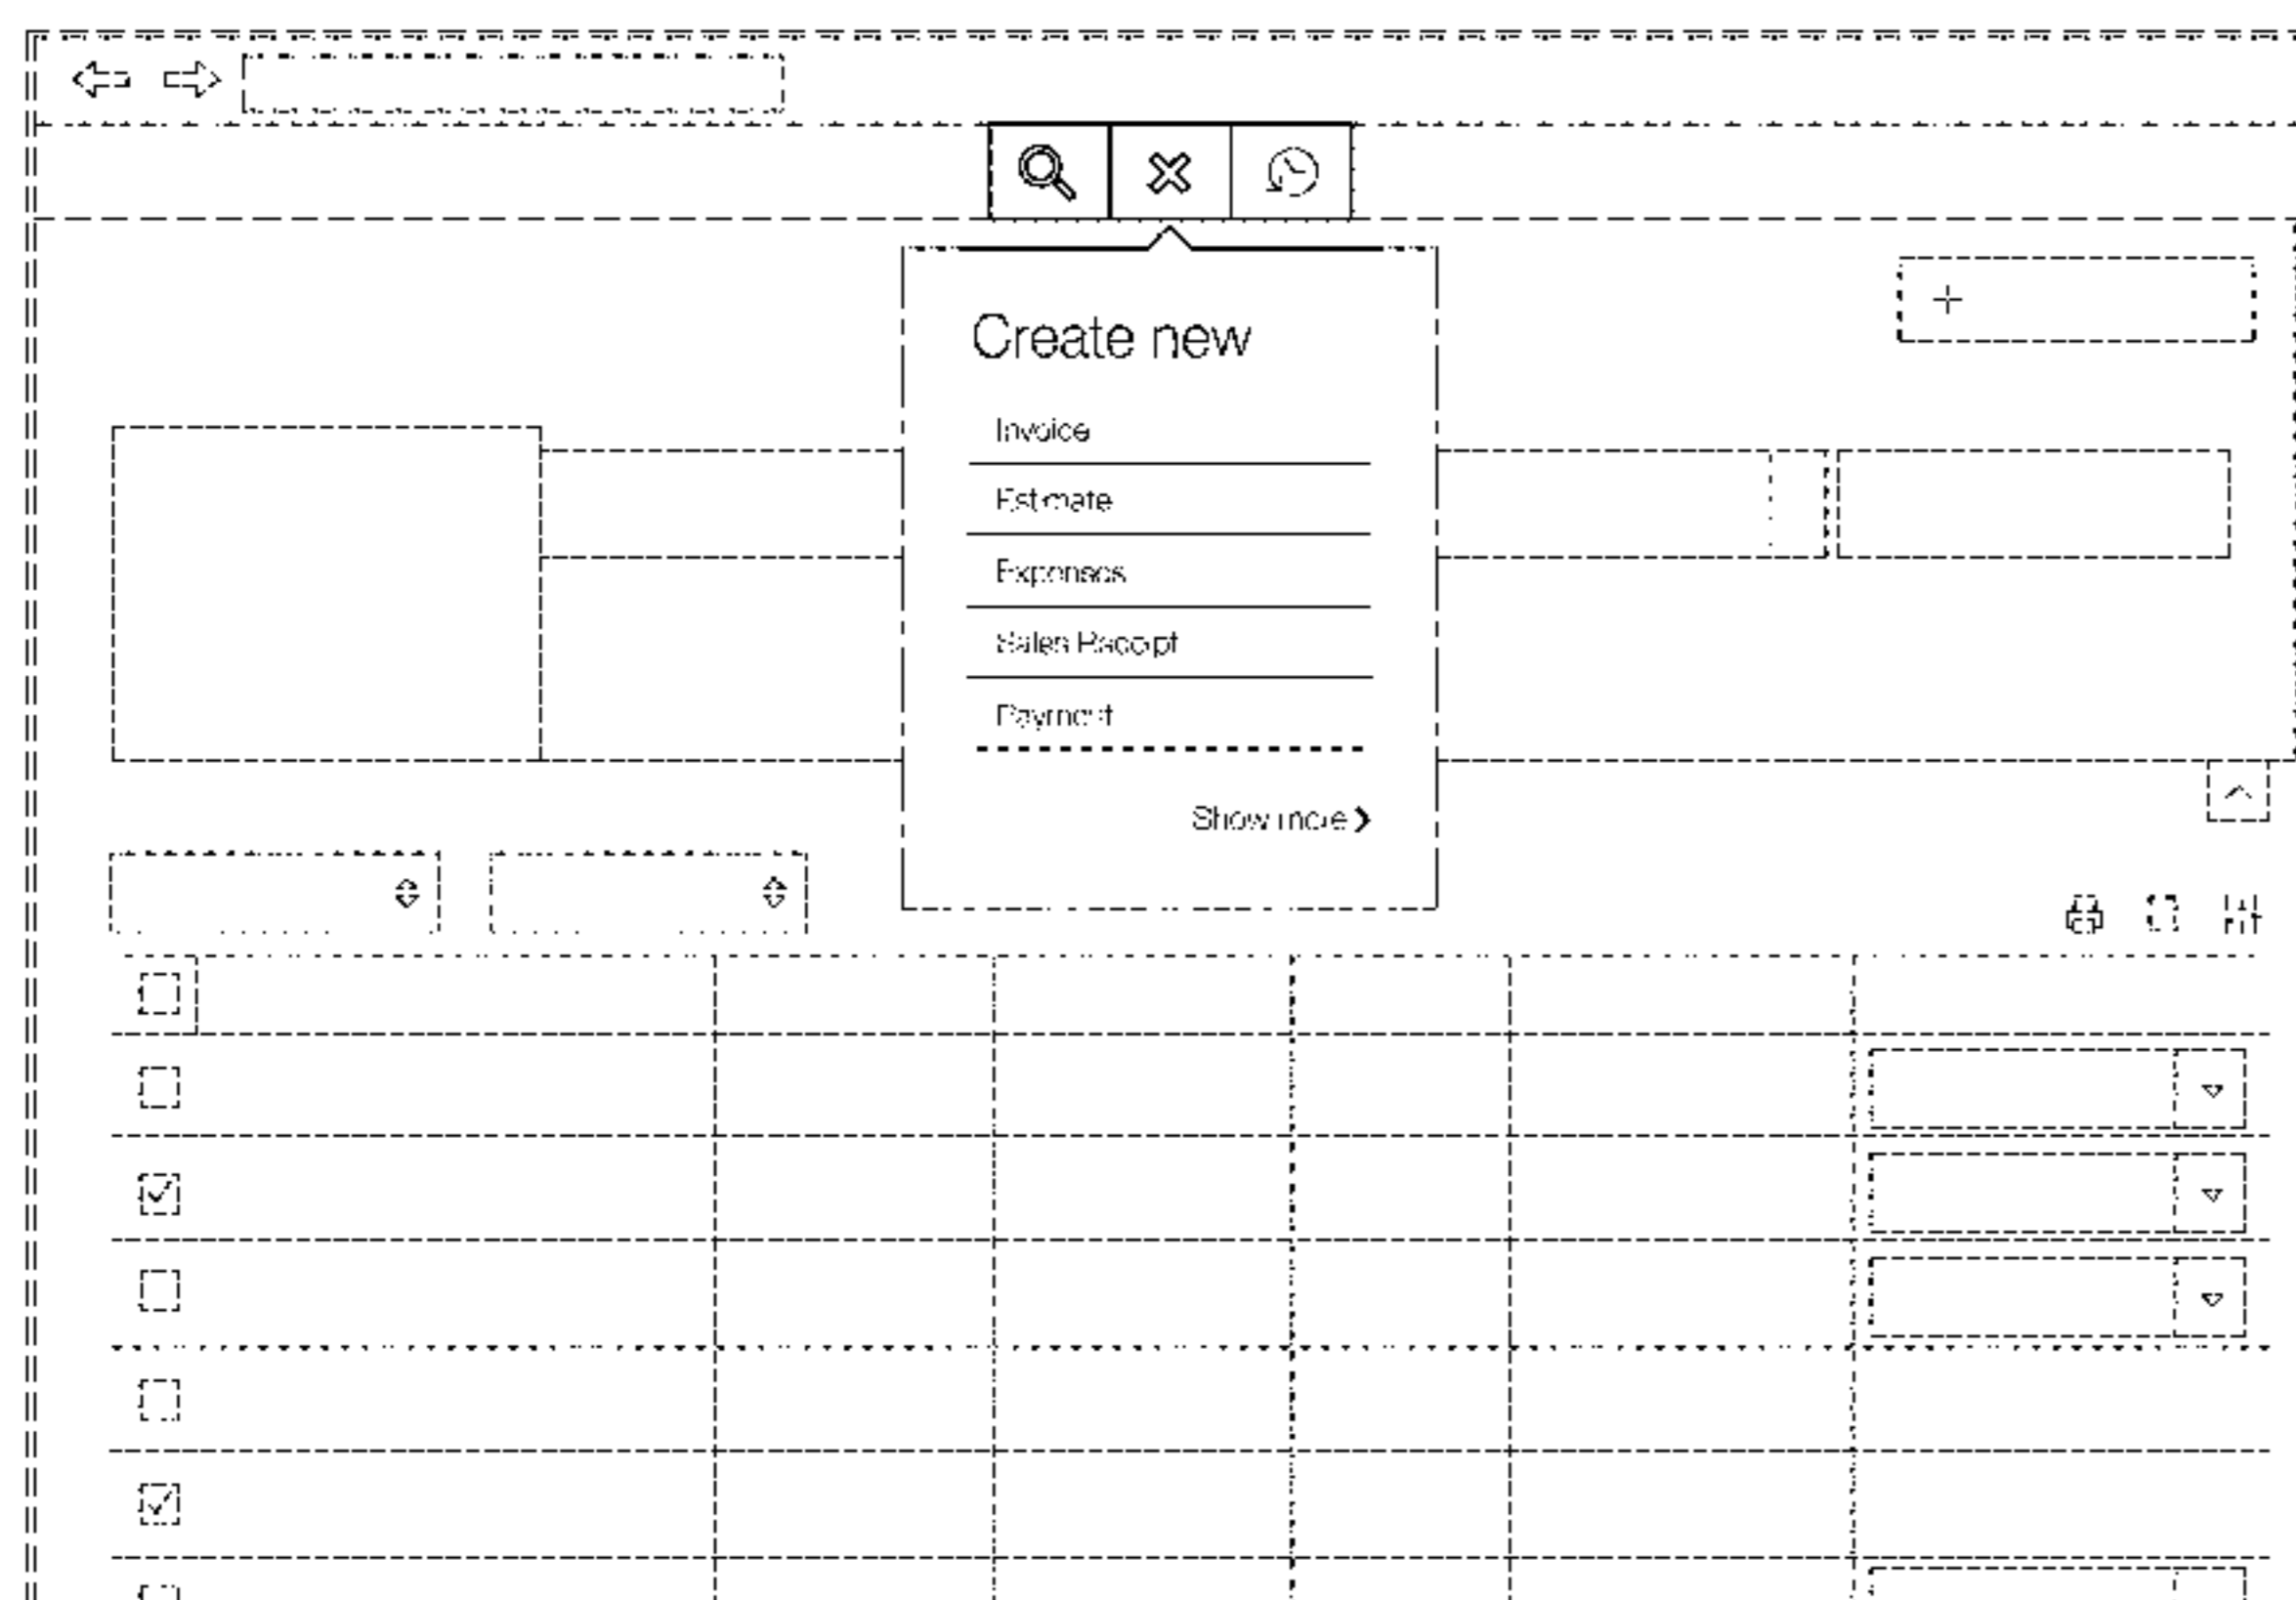 Create new
Invoice
Estimate
Expenses
Sales Receipt
Payment
Show more